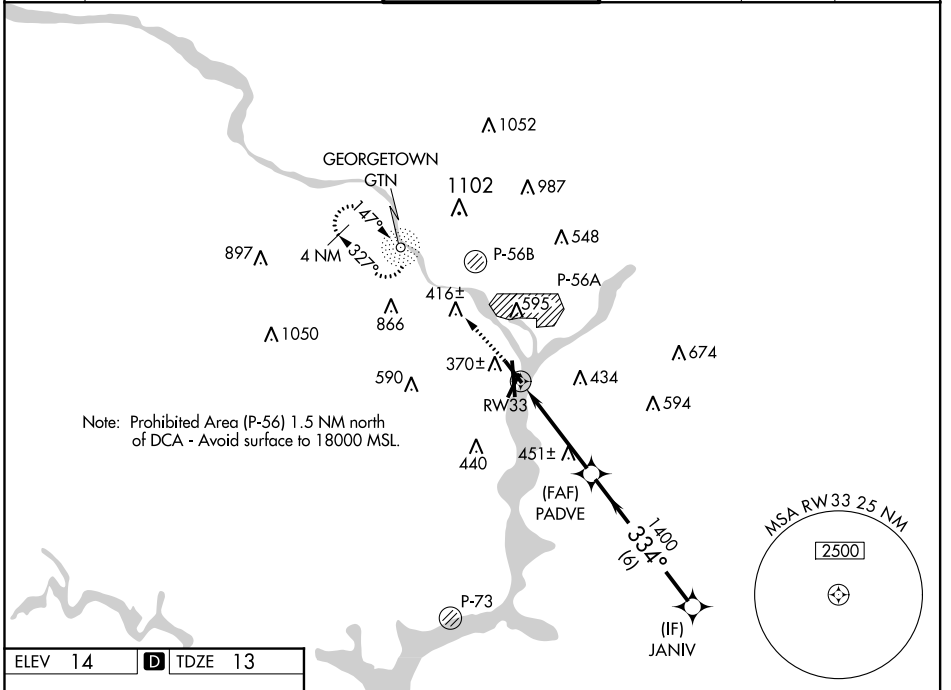 1052
GEORGETOWN
GTN
1102
987
147°
4 NM
327°
897
548
P-56B
P-56A
416±
595
866
1050
370±
674
590
434
RW33
594
Note: Prohibited Area (P-56) 1.5 NM north
of DCA - Avoid surface to 18000 MSL.
440
451±
(FAF)
PADVE
1400
334°
(6)
MSA RW33 25 NM
2500
P-73
(IF)
JANIV
ELEV 14 D TDZE 13